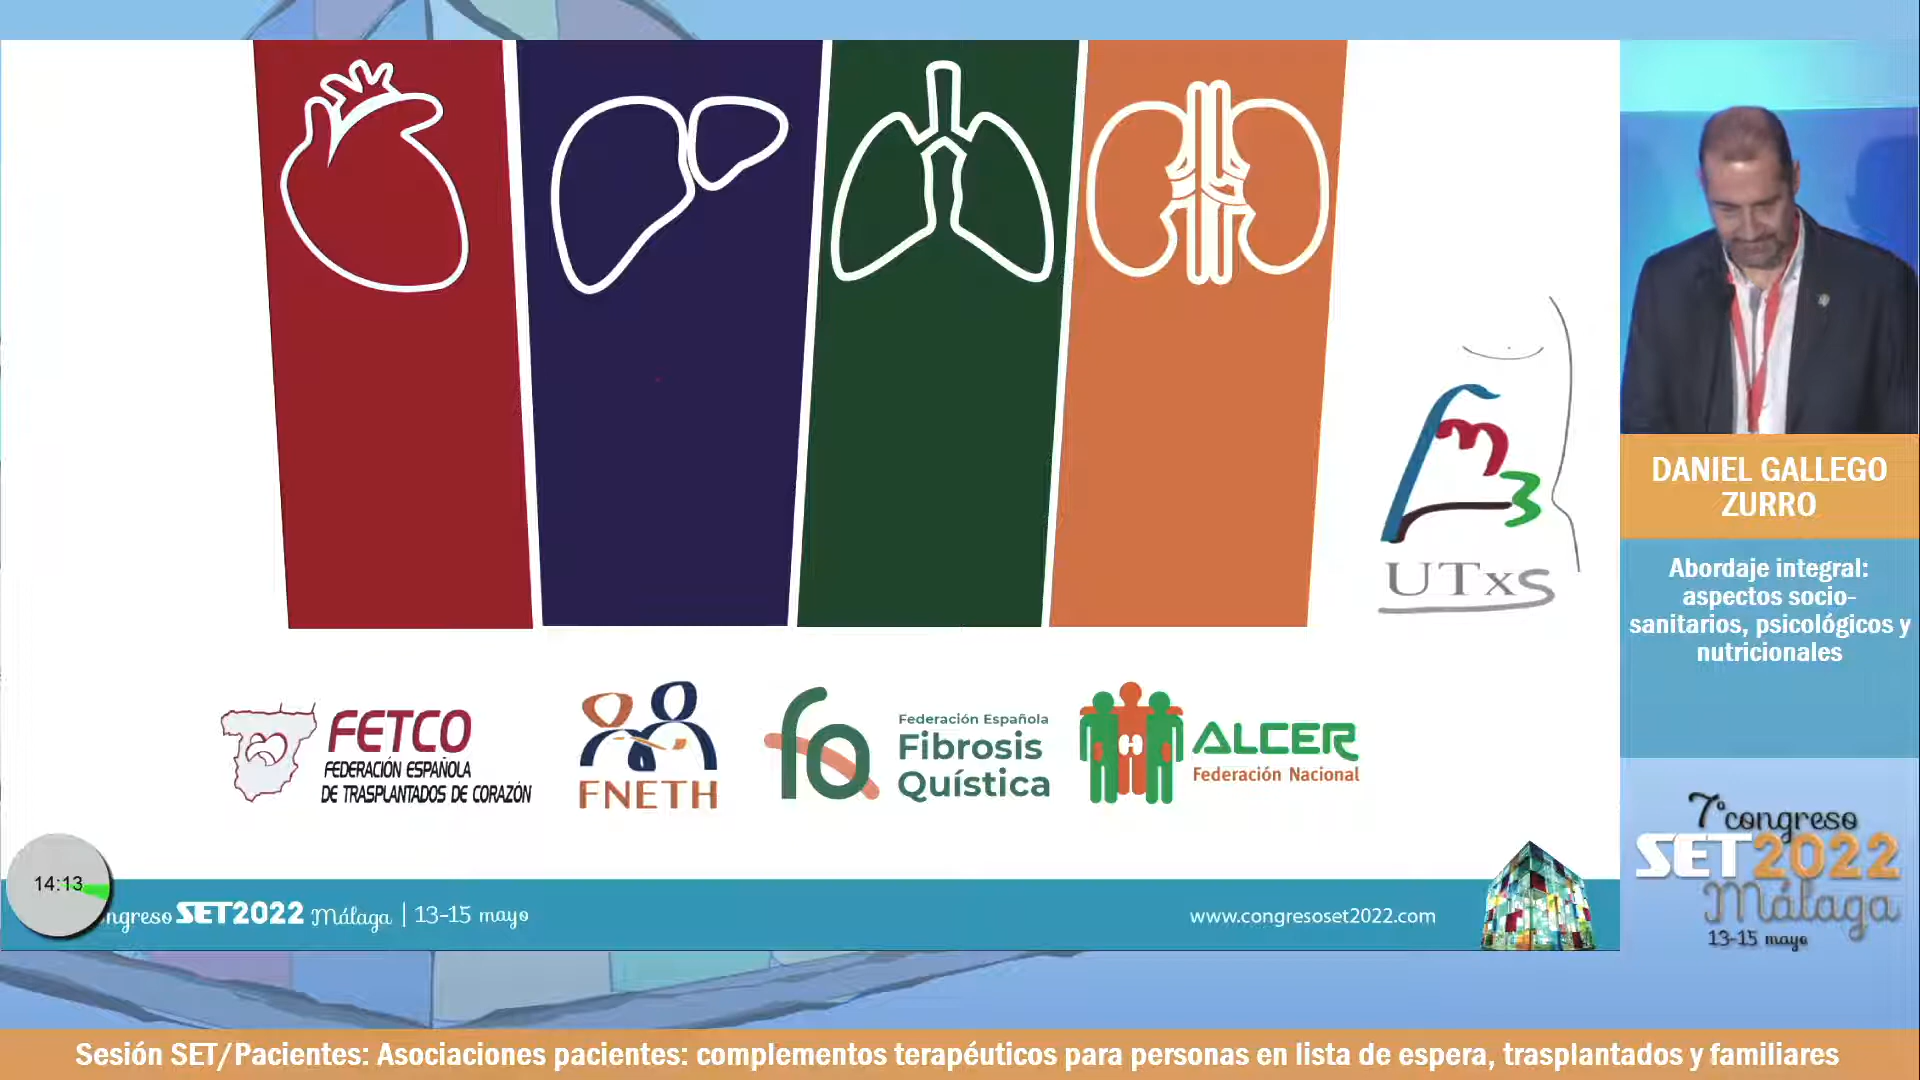 UTxS
FETCO
FEDERACIÓN ESPAÑOLA
DE TRASPLANTADOS DE CORAZÓN
FNETH
fq
Federación Española
Fibrosis
Quística
ALCER
Federación Nacional
14:13
ngreso SET2022 Málaga | 13-15 mayo
www.congresoset2022.com
DANIEL GALLEGO
ZURRO
Abordaje integral:
aspectos socio-
sanitarios, psicológicos y
nutricionales
7º congreso
SET2022
Málaga
13-15 mayo
Sesión SET/Pacientes: Asociaciones pacientes: complementos terapéuticos para personas en lista de espera, trasplantados y familiares